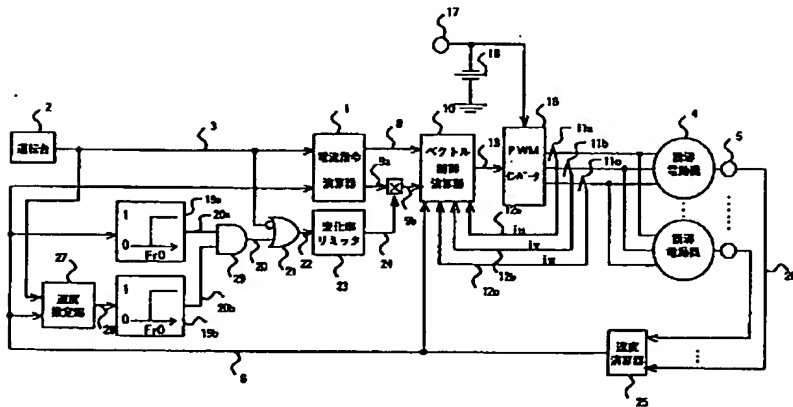 17
18
2
運転台
3
1
電流指令
演算器
9
9a
9b
10
ベクトル
制御
演算器
13
15
PWM
インバータ
11a
11b
11c
4
誘導
電動機
5
誘導
電動機
12a
iu
iv
iw
12b
12c
1
0
Fr0
19a
20a
27
速度
推定部
28
1
0
Fr0
19b
20b
29
20
21
22
変化率
リミッタ
23
24
6
速度
演算器
25